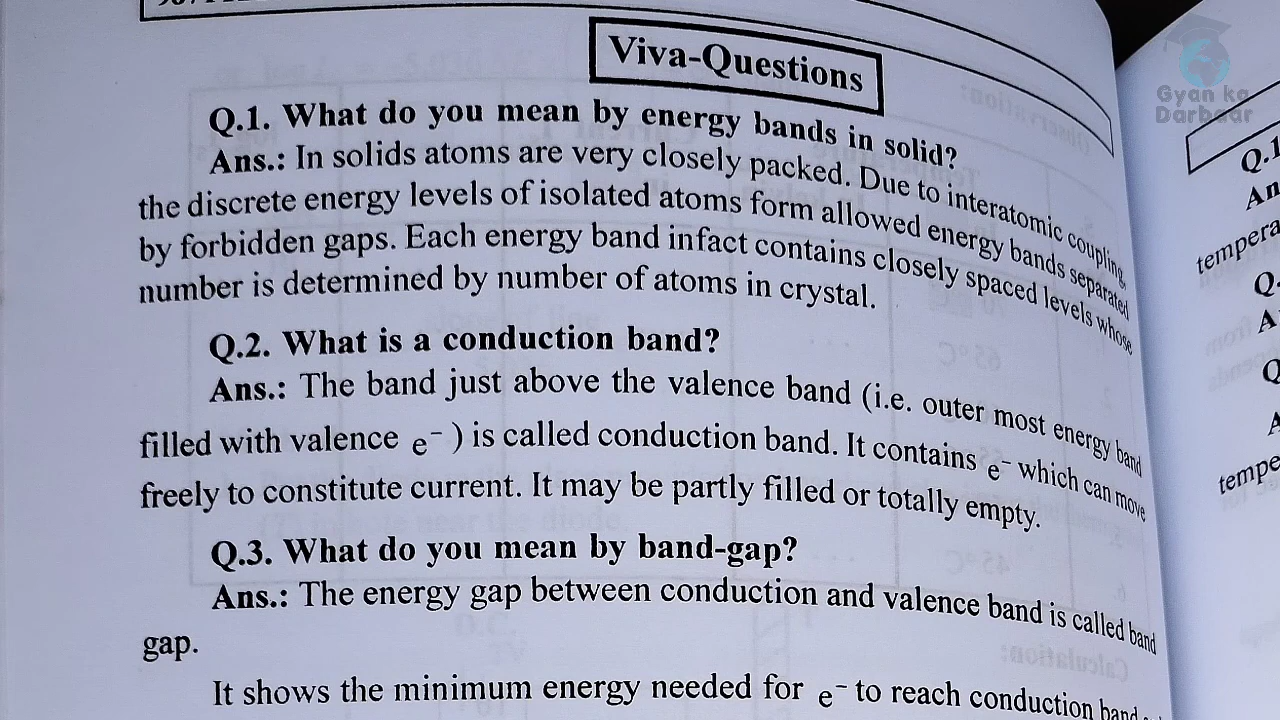 Viva-Questions
Gyan ka
Darbaar
Q.1. What do you mean by energy bands in solid?
Ans.: In solids atoms are very closely packed. Due to interatomic coupling,
the discrete energy levels of isolated atoms form allowed energy bands separated
by forbidden gaps. Each energy band infact contains closely spaced levels whose
number is determined by number of atoms in crystal.
Q.2. What is a conduction band?
Ans.: The band just above the valence band (i.e. outer most energy band
filled with valence e⁻ ) is called conduction band. It contains e⁻ which can move
freely to constitute current. It may be partly filled or totally empty.
Q.3. What do you mean by band-gap?
Ans.: The energy gap between conduction and valence band is called band
gap.
It shows the minimum energy needed for e⁻ to reach conduction band
Q.1
An
tempera
Q
A
Q
A
tempe